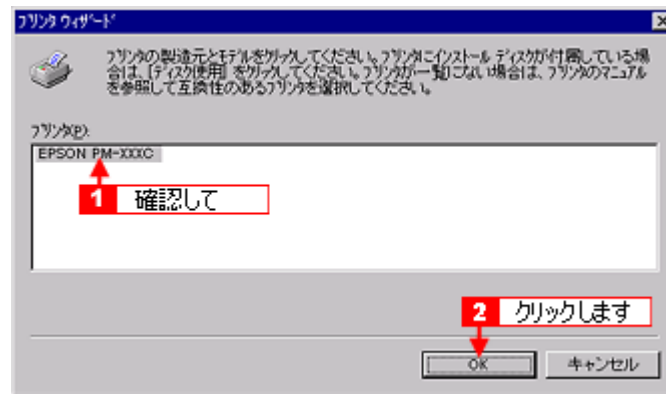 プリンタ ウィザード
プリンタの製造元とモデルをクリックしてください。プリンタにインストール ディスクが付属している場
合は、[ディスク使用] をクリックしてください。プリンタが一覧にない場合は、プリンタのマニュアル
を参照して互換性のあるプリンタを選択してください。
プリンタ(P):
EPSON PM-XXXC
1 確認して
2 クリックします
OK
キャンセル